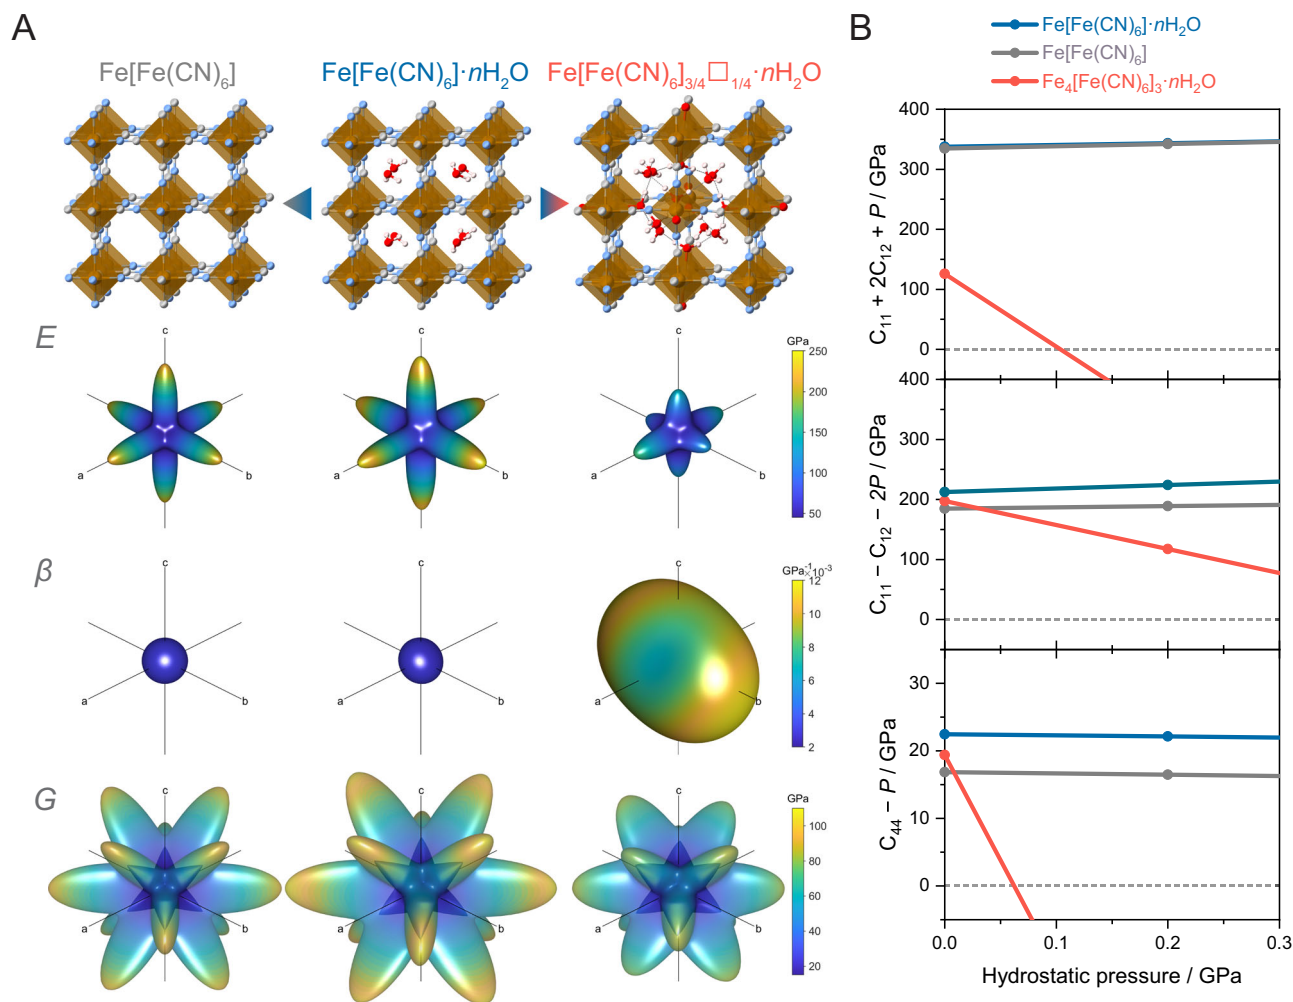 A
Fe[Fe(CN)₆]
Fe[Fe(CN)₆]·nH₂O
Fe[Fe(CN)₆]₃/₄□₁/₄·nH₂O
E
c
a
b
c
a
b
c
a
b
GPa
250
200
150
100
50
β
c
a
b
c
a
b
c
a
b
GPa⁻¹×10⁻³
12
10
8
6
4
2
G
c
a
b
c
a
b
c
a
b
GPa
100
80
60
40
20
B
Fe[Fe(CN)₆]·nH₂O
Fe[Fe(CN)₆]
Fe₄[Fe(CN)₆]₃·nH₂O
C₁₁ + 2C₁₂ + P / GPa
400
300
200
100
0
C₁₁ − C₁₂ − 2P / GPa
400
300
200
100
0
C₄₄ − P / GPa
30
20
10
0
0.0 0.1 0.2 0.3
Hydrostatic pressure / GPa